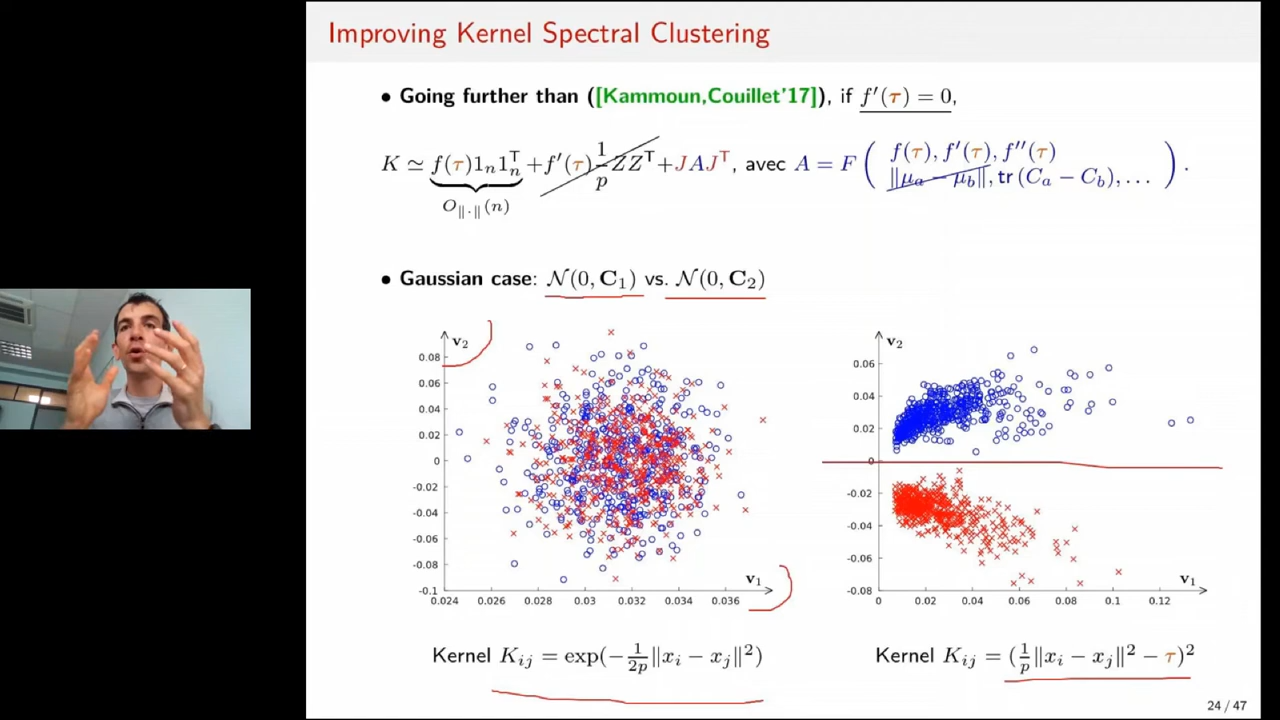 Improving Kernel Spectral Clustering
• Going further than ([Kammoun,Couillet'17]), if f′(τ) = 0,
K ≃ f(τ)1ₙ1ₙᵀ + f′(τ) 1/p ZZᵀ + JAJᵀ, avec A = F ( f(τ), f′(τ), f′′(τ)
‖μₐ − μ_b‖, tr (Cₐ − C_b), . . . ) .
O‖·‖(n)
• Gaussian case: 𝒩(0, C₁) vs. 𝒩(0, C₂)
v₂
0.08
0.06
0.04
0.02
0
-0.02
-0.04
-0.06
-0.08
-0.1
v₁
0.024 0.026 0.028 0.03 0.032 0.034 0.036
v₂
0.06
0.04
0.02
0
-0.02
-0.04
-0.06
-0.08
v₁
0 0.02 0.04 0.06 0.08 0.1 0.12
Kernel Kᵢⱼ = exp(− 1/2p ‖xᵢ − xⱼ‖²)
Kernel Kᵢⱼ = (1/p ‖xᵢ − xⱼ‖² − τ)²
24 / 47